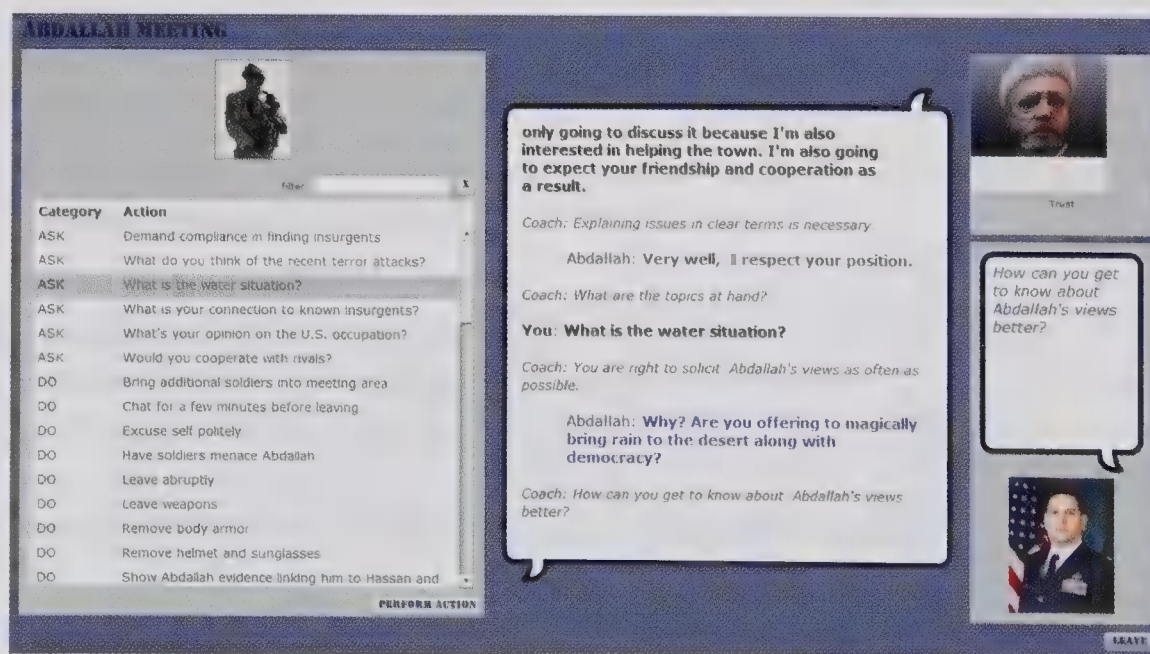 ABDALLAH MEETING
Filter
X
Category Action
ASK Demand compliance in finding insurgents
ASK What do you think of the recent terror attacks?
ASK What is the water situation?
ASK What is your connection to known insurgents?
ASK What's your opinion on the U.S. occupation?
ASK Would you cooperate with rivals?
DO Bring additional soldiers into meeting area
DO Chat for a few minutes before leaving
DO Excuse self politely
DO Have soldiers menace Abdallah
DO Leave abruptly
DO Leave weapons
DO Remove body armor
DO Remove helmet and sunglasses
DO Show Abdallah evidence linking him to Hassan and
PERFORM ACTION
only going to discuss it because I'm also
interested in helping the town. I'm also going
to expect your friendship and cooperation as
a result.
Coach: Explaining issues in clear terms is necessary
Abdallah: Very well, I respect your position.
Coach: What are the topics at hand?
You: What is the water situation?
Coach: You are right to solicit Abdallah's views as often as
possible.
Abdallah: Why? Are you offering to magically
bring rain to the desert along with
democracy?
Coach: How can you get to know about Abdallah's views
better?
Trust
How can you get
to know about
Abdallah's views
better?
LEAVE